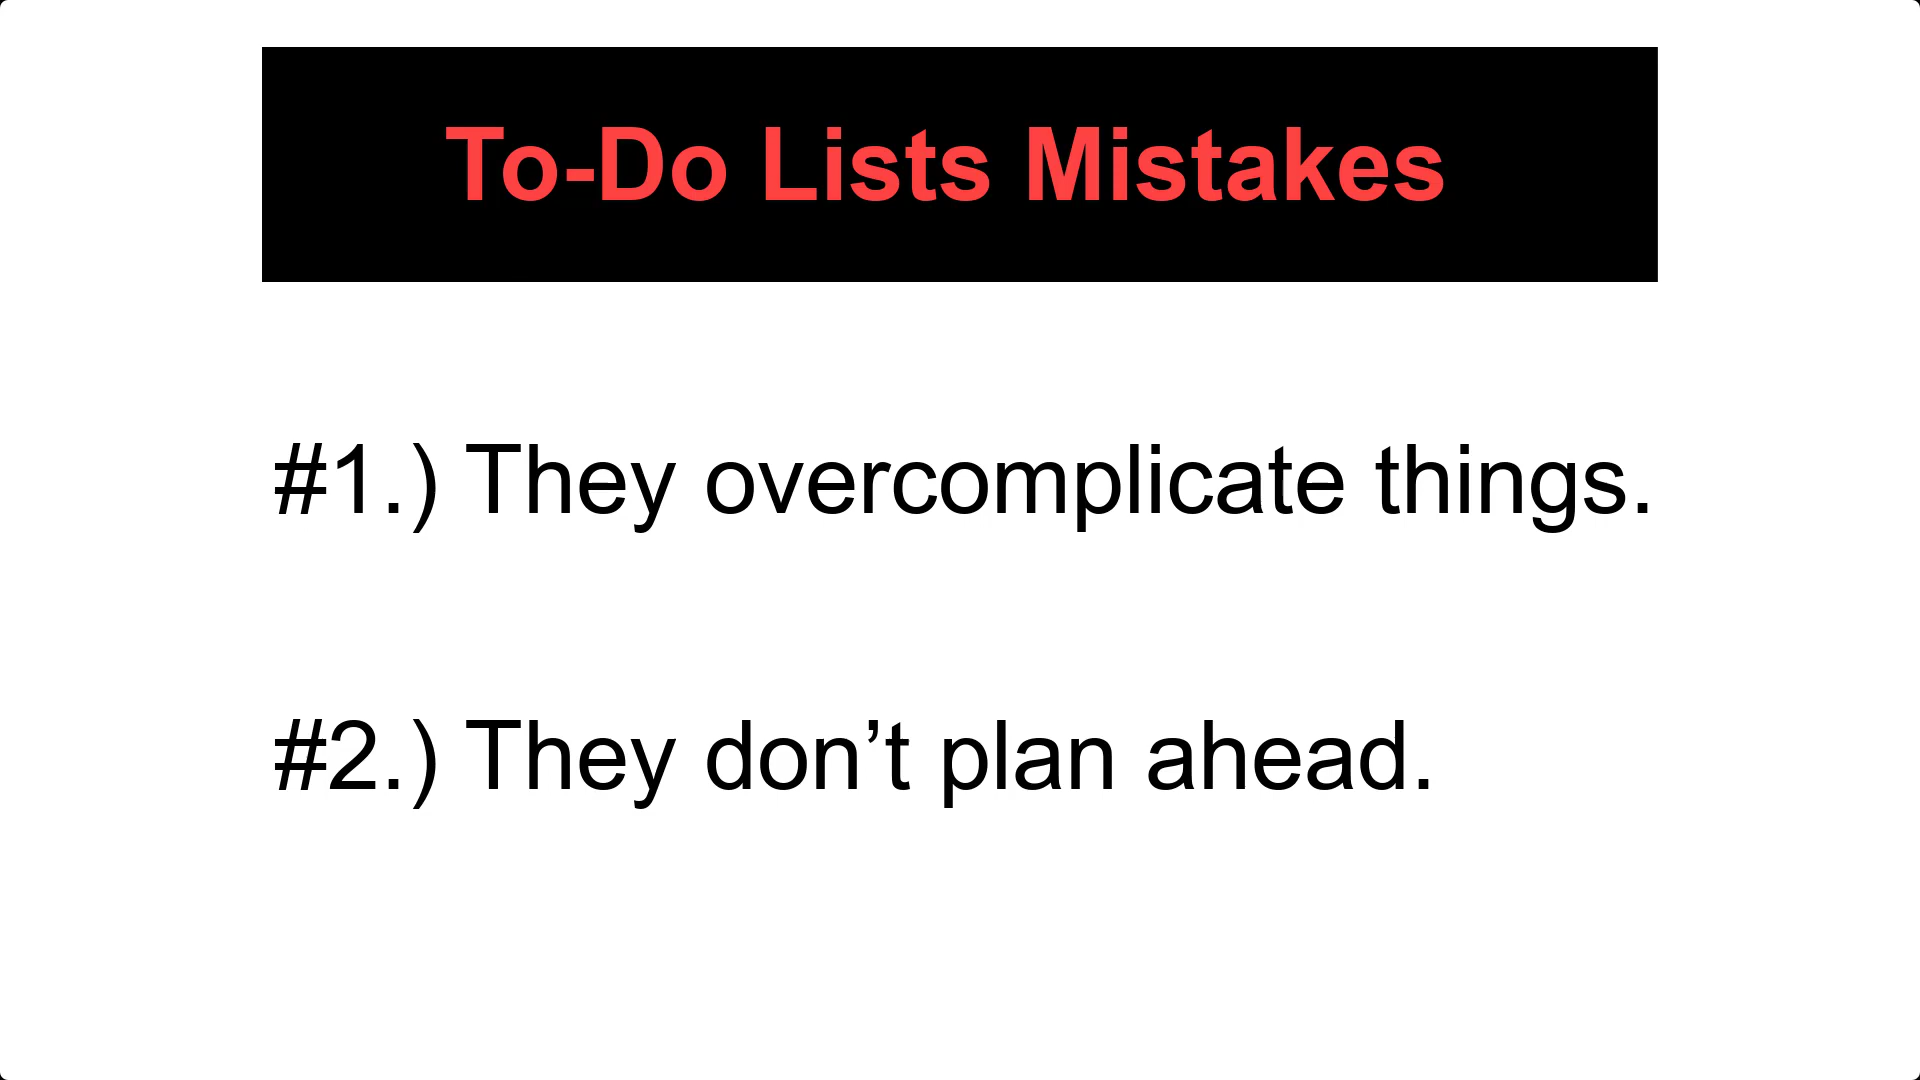 To-Do Lists Mistakes
#1.) They overcomplicate things.
#2.) They don’t plan ahead.